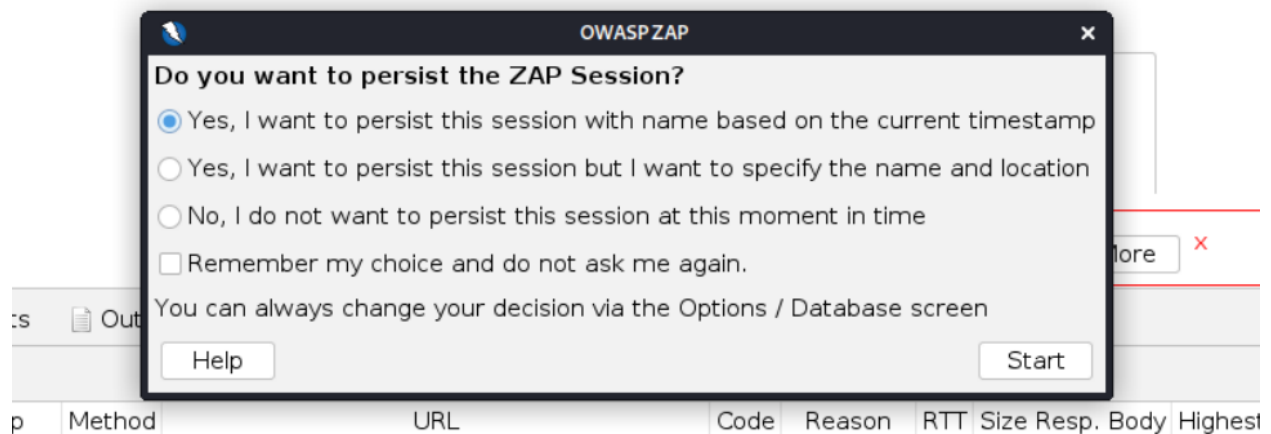 OWASP ZAP
Do you want to persist the ZAP Session?
Yes, I want to persist this session with name based on the current timestamp
Yes, I want to persist this session but I want to specify the name and location
No, I do not want to persist this session at this moment in time
Remember my choice and do not ask me again.
You can always change your decision via the Options / Database screen
Help Start
x
Method URL Code Reason RTT Size Resp. Body Highest